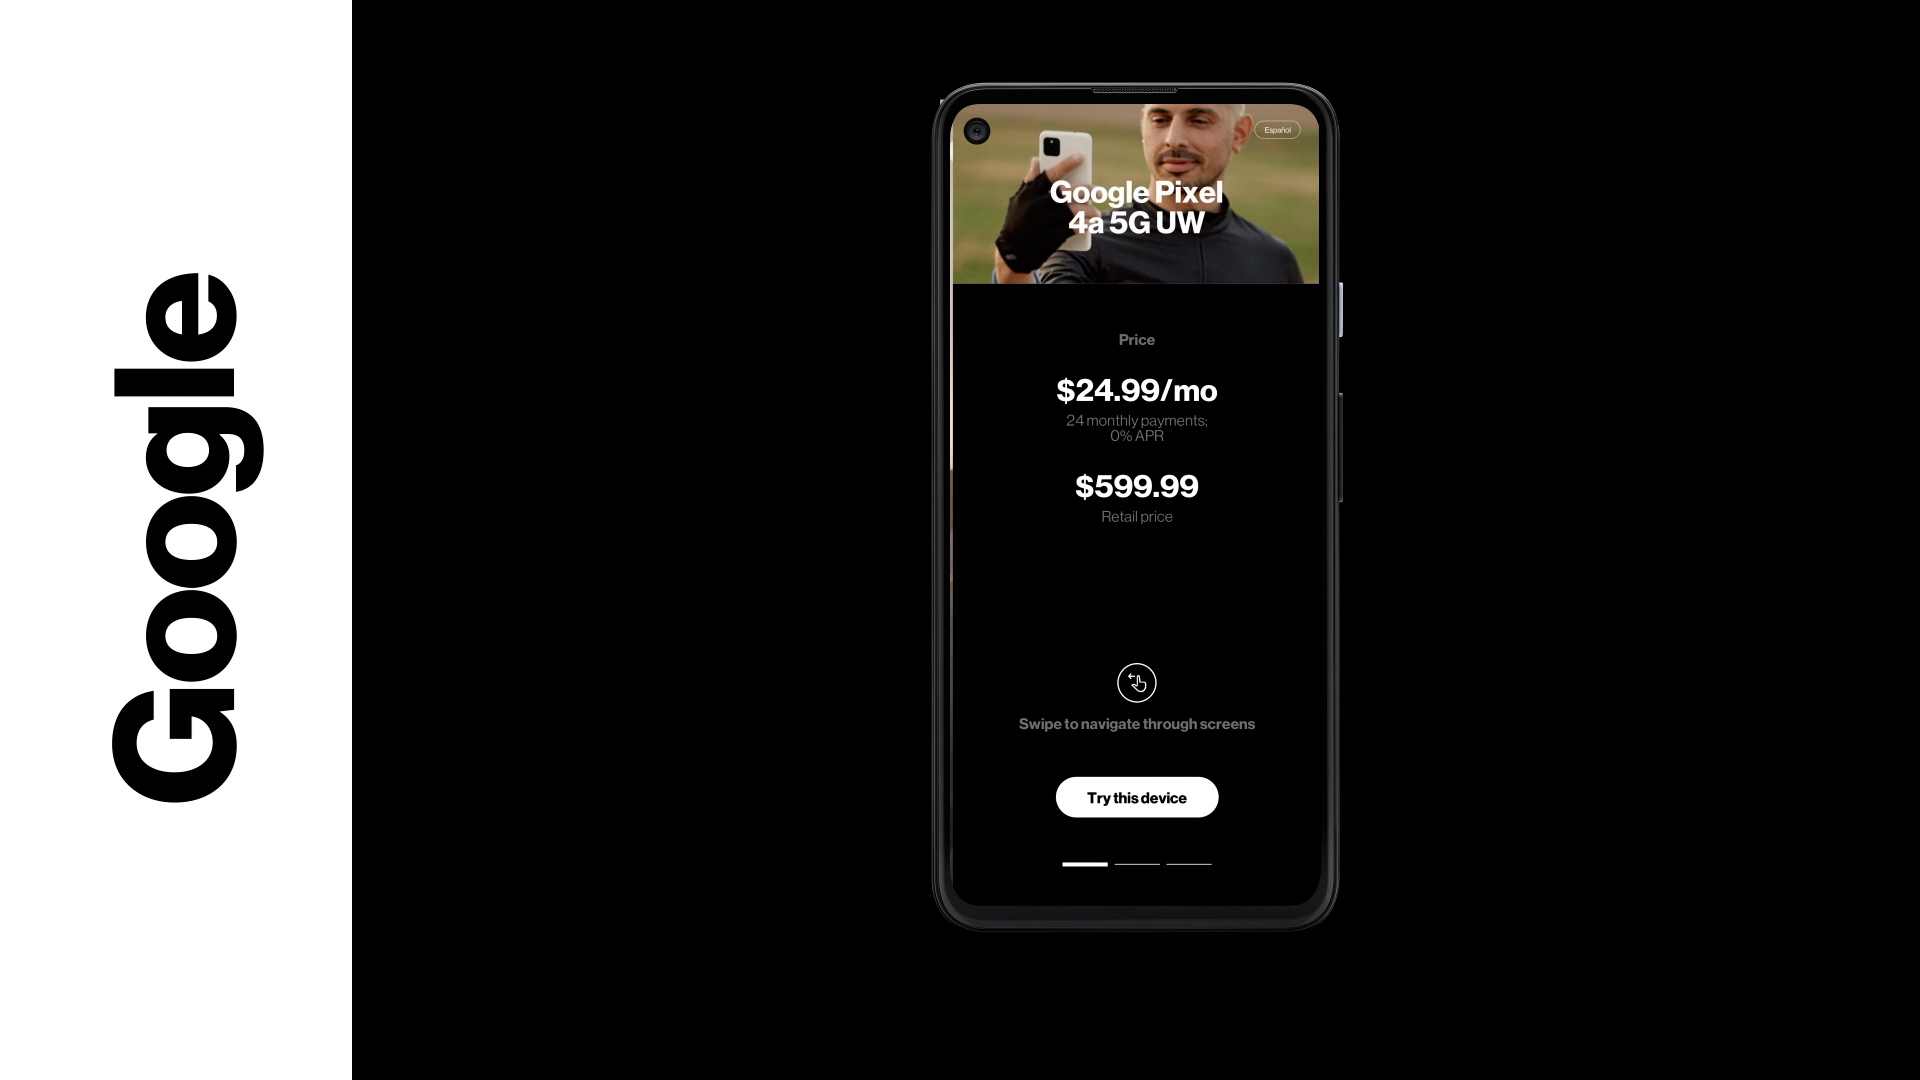 Google
Español
Google Pixel
4a 5G UW
Price
$24.99/mo
24 monthly payments;
0% APR
$599.99
Retail price
Swipe to navigate through screens
Try this device